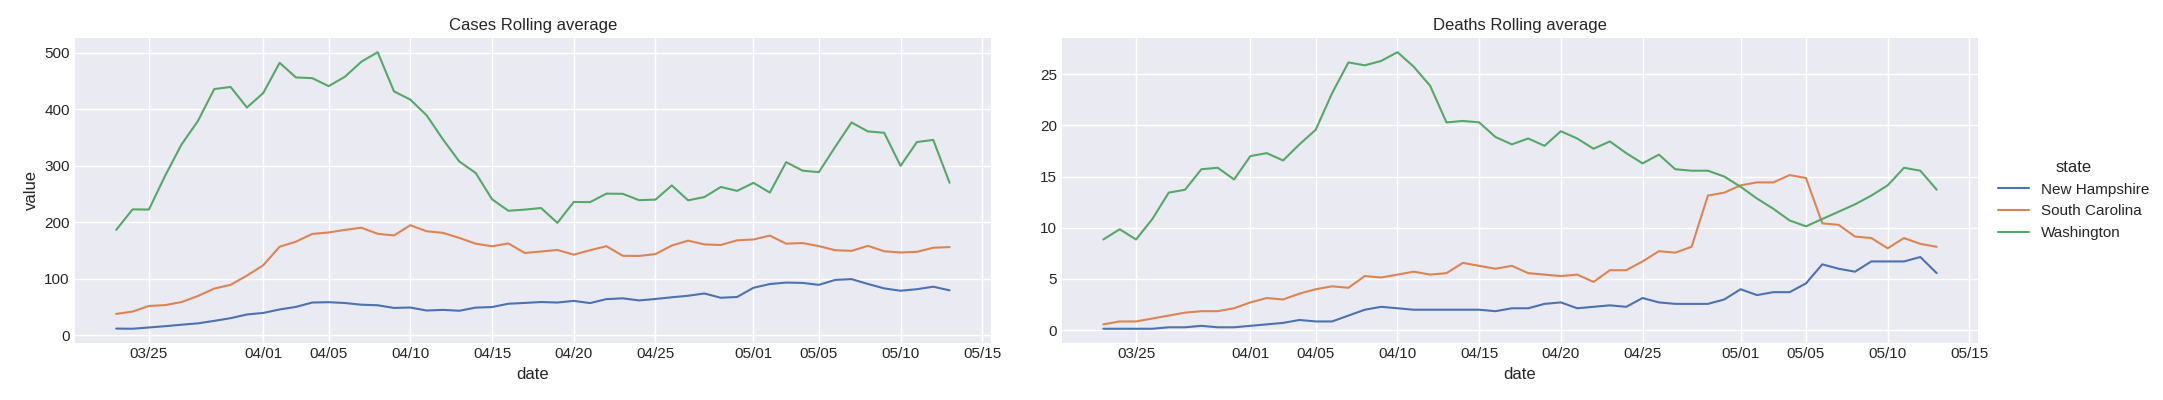 Cases Rolling average
value
500
400
300
200
100
0
03/25 04/01 04/05 04/10 04/15 04/20 04/25 05/01 05/05 05/10 05/15
date
Deaths Rolling average
25
20
15
10
5
0
03/25 04/01 04/05 04/10 04/15 04/20 04/25 05/01 05/05 05/10 05/15
date
state
New Hampshire
South Carolina
Washington